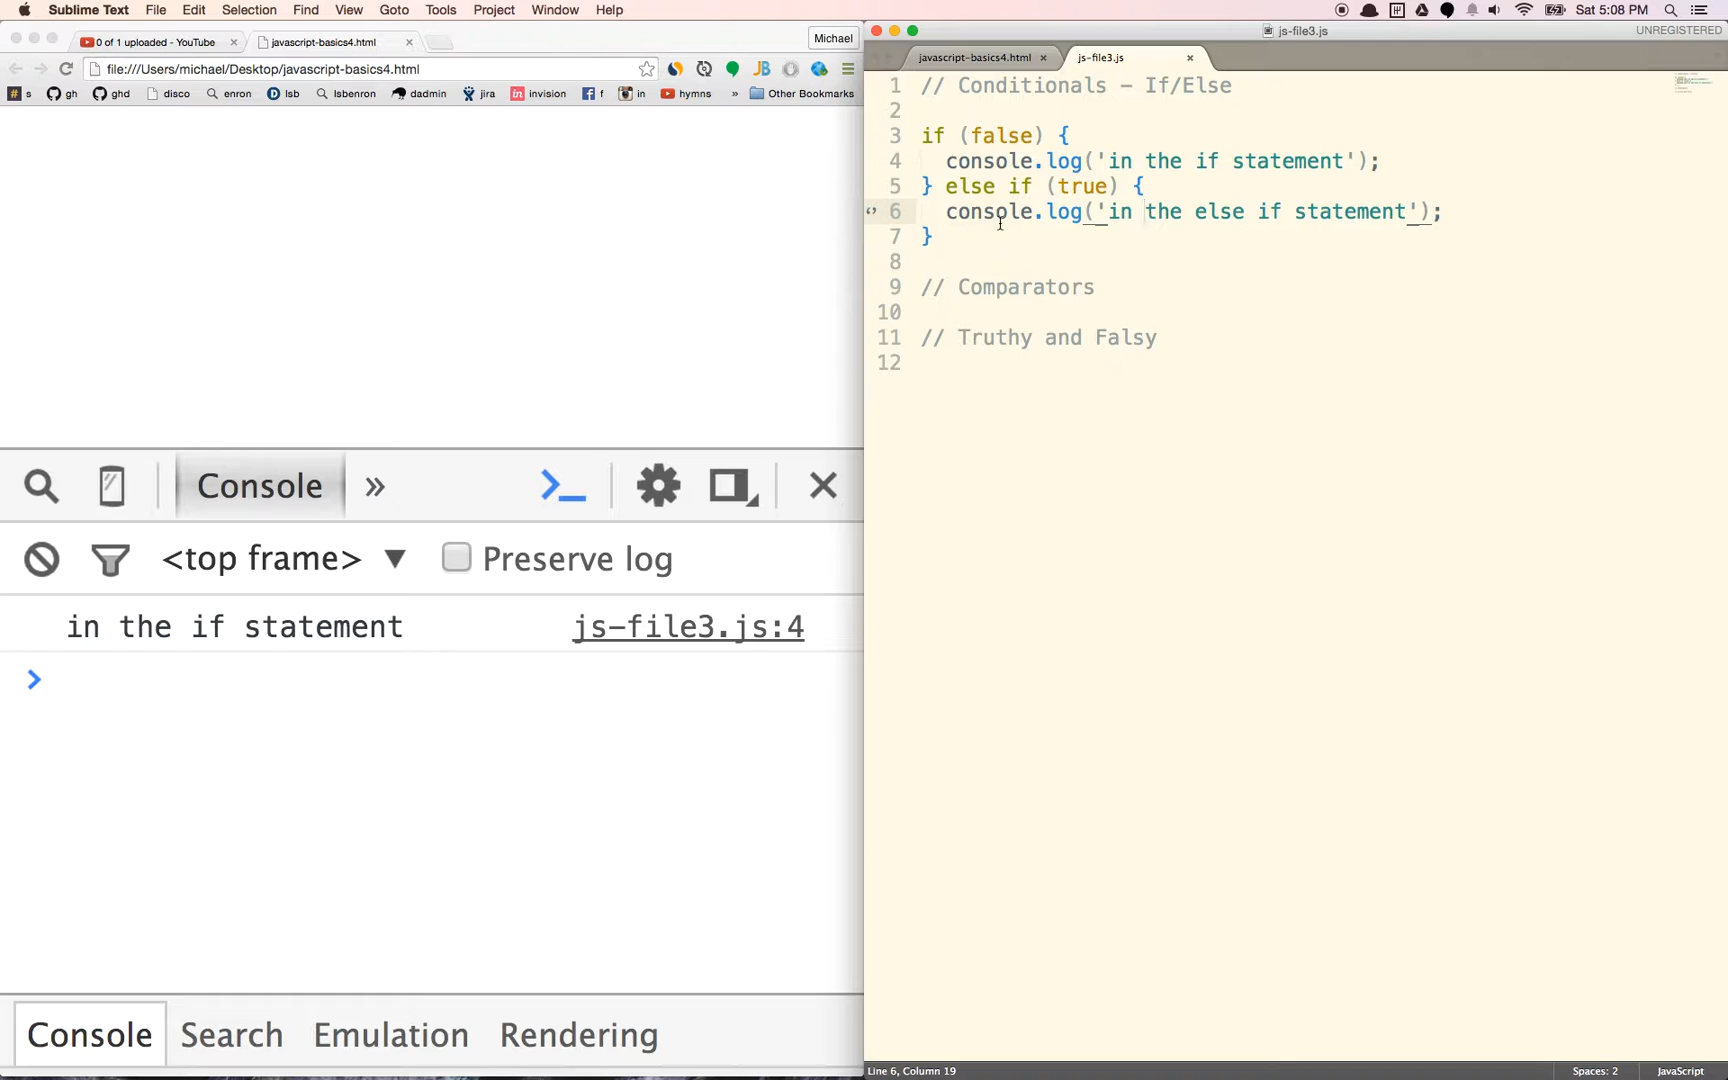 Sublime Text File Edit Selection Find View Goto Tools Project Window Help Sat 5:08 PM
0 of 1 uploaded - YouTube javascript-basics4.html Michael
file:///Users/michael/Desktop/javascript-basics4.html
s gh ghd disco enron lsb lsbenron dadmin jira invision f in hymns » Other Bookmarks
Console »
<top frame> ▼ Preserve log
in the if statement js-file3.js:4
>
Console Search Emulation Rendering
js-file3.js UNREGISTERED
javascript-basics4.html js-file3.js
1 // Conditionals - If/Else
2
3 if (false) {
4 console.log('in the if statement');
5 } else if (true) {
6 console.log('in the else if statement');
7 }
8
9 // Comparators
10
11 // Truthy and Falsy
12
Line 6, Column 19 Spaces: 2 JavaScript